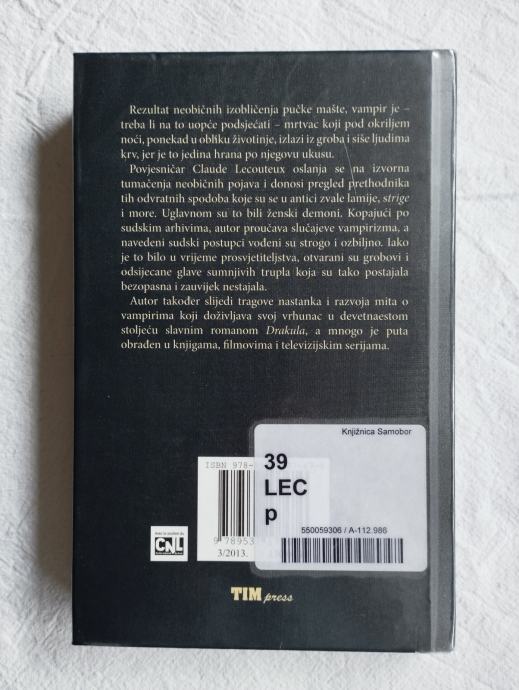 Rezultat neobičnih izobličenja pučke mašte, vampir je –
treba li na to uopće podsjećati – mrtvac koji pod okriljem
noći, ponekad u obliku životinje, izlazi iz groba i siše ljudima
krv, jer je to jedina hrana po njegovu ukusu.
Povjesničar Claude Lecouteux oslanja se na izvorna
tumačenja neobičnih pojava i donosi pregled prethodnika
tih odvratnih spodoba koje su se u antici zvale lamije, strige
i more. Uglavnom su to bili ženski demoni. Kopajući po
sudskim arhivima, autor proučava slučajeve vampirizma, a
navedeni sudski postupci vođeni su strogo i ozbiljno. Iako
je to bilo u vrijeme prosvjetiteljstva, otvarani su grobovi i
odsijecane glave sumnjivih trupla koja su tako postajala
bezopasna i zauvijek nestajala.
Autor također slijedi tragove nastanka i razvoja mita o
vampirima koji doživljava svoj vrhunac u devetnaestom
stoljeću slavnim romanom Drakula, a mnogo je puta
obrađen u knjigama, filmovima i televizijskim serijama.
Knjižnica Samobor
ISBN 978-
39
LEC
p
550059306 / A-112.986
9 78953
3/2013.
CNL
TIM press